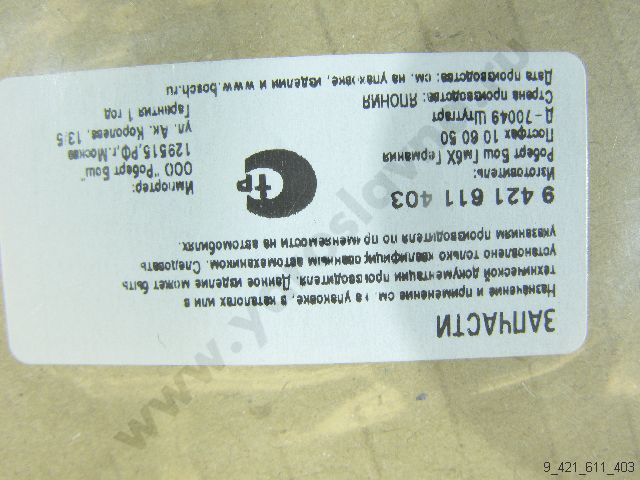 ЗАПЧАСТИ
Назначение и применение см. на упаковке, в каталогах или в
технической документации производителя. Данное изделие может быть
установлено только квалифицированным автомехаником. Следовать
указаниям производителя по применяемости на автомобилях.
9 421 611 403
Изготовитель:
Роберт Бош ГмбХ Германия
Постфах 10 60 50
Д-70049 Штутгарт
Страна производства: ЯПОНИЯ
Дата производства: см. на упаковке, изделии и www.bosch.ru
Импортер:
ООО "Роберт Бош"
129515,РФ,г.Москва
ул. Ак. Королева, 13/5
Гарантия 1 год
9_421_611_403